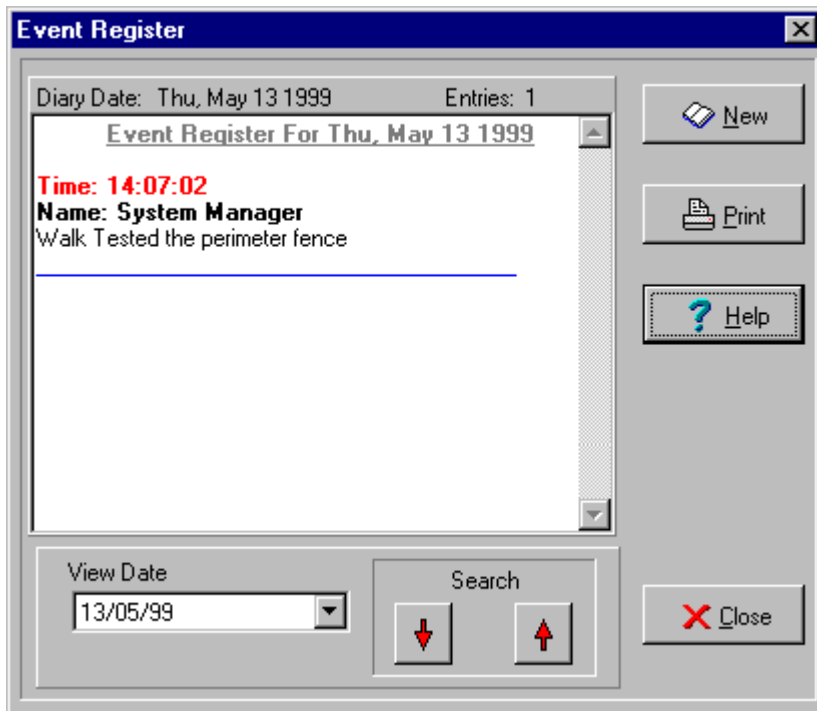 Event Register
Diary Date: Thu, May 13 1999 Entries: 1
Event Register For Thu, May 13 1999
Time: 14:07:02
Name: System Manager
Walk Tested the perimeter fence
New
Print
Help
View Date
13/05/99
Search
Close